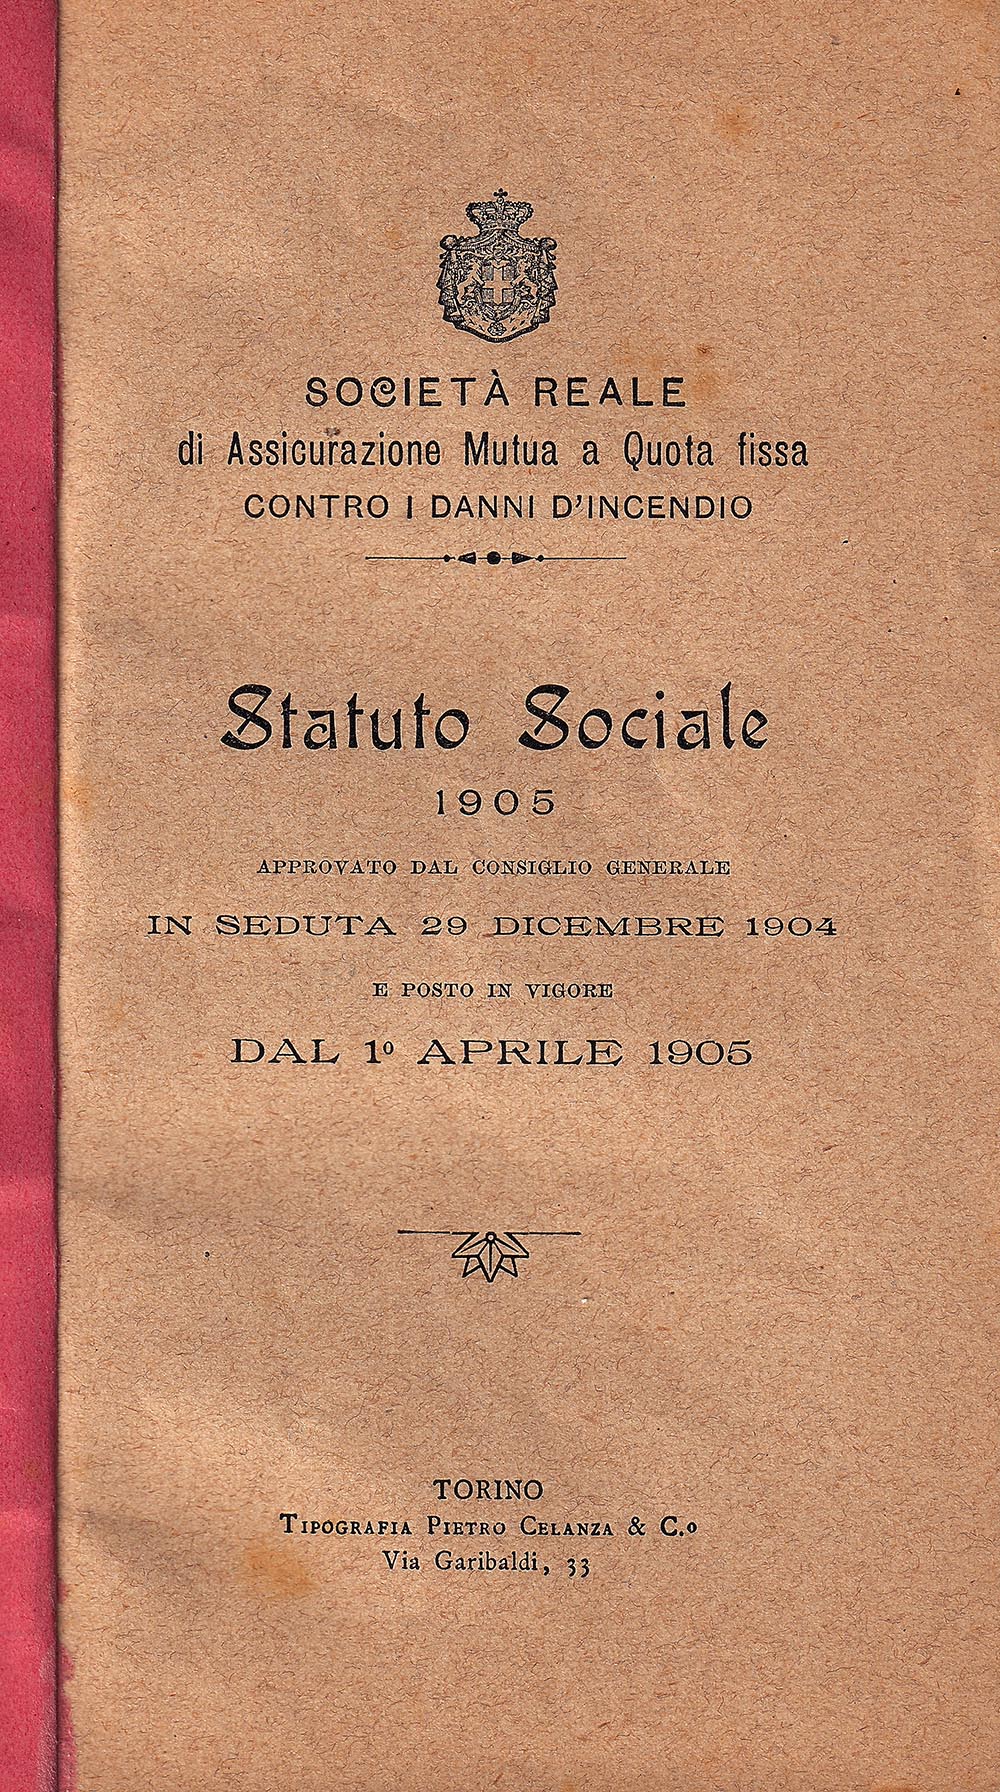 SOCIETÀ REALE
di Assicurazione Mutua a Quota fissa
CONTRO I DANNI D'INCENDIO
Statuto Sociale
1905
APPROVATO DAL CONSIGLIO GENERALE
IN SEDUTA 29 DICEMBRE 1904
E POSTO IN VIGORE
DAL 1º APRILE 1905
TORINO
TIPOGRAFIA PIETRO CELANZA & C.º
Via Garibaldi, 33